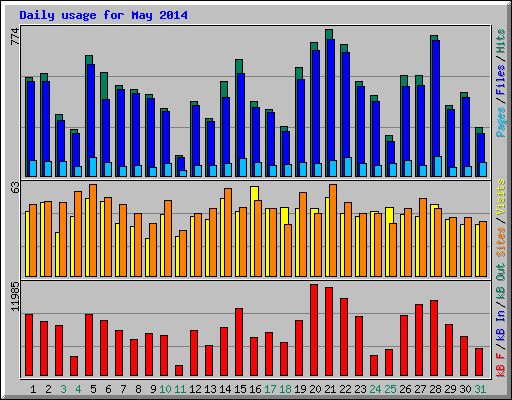 Daily usage for May 2014
774
Pages / Files / Hits
63
Sites / Visits
11985
kB F / kB In / kB Out
1 2 3 4 5 6 7 8 9 10 11 12 13 14 15 16 17 18 19 20 21 22 23 24 25 26 27 28 29 30 31